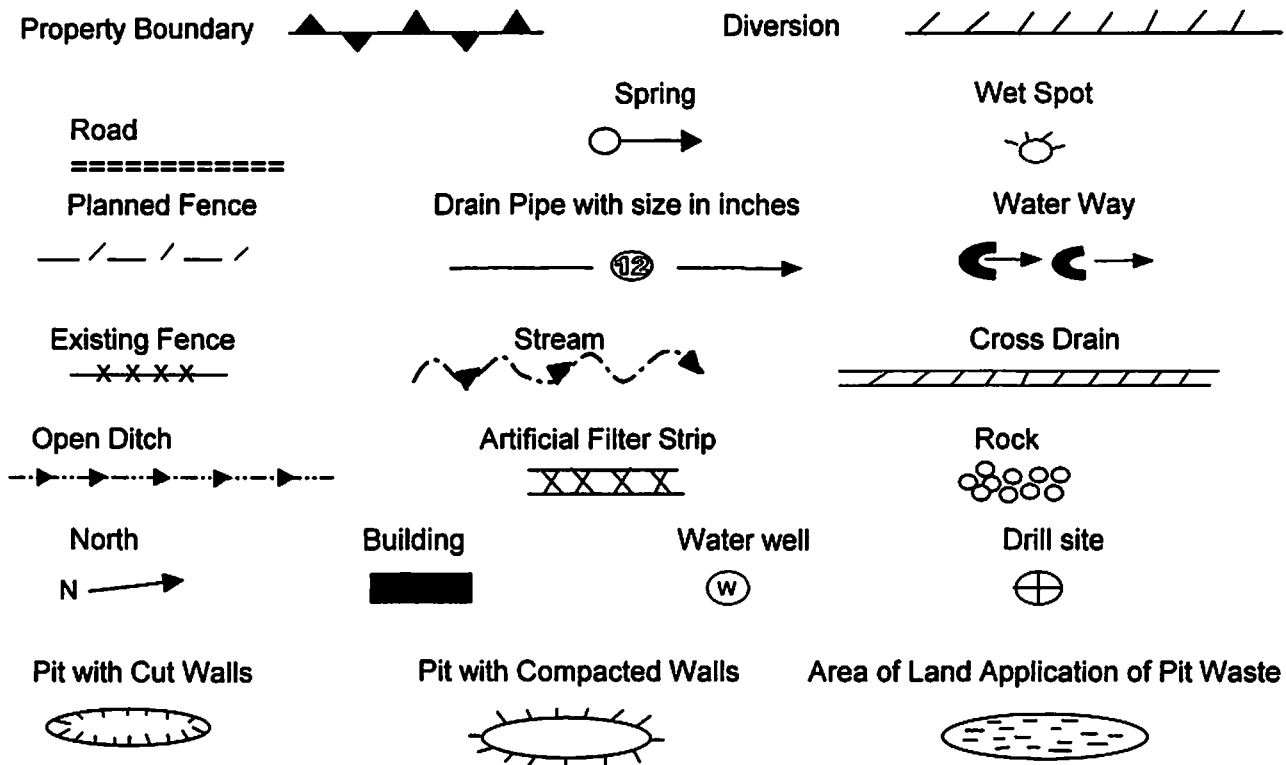 Property Boundary
Diversion
Spring
Wet Spot
Road
Planned Fence
Drain Pipe with size in inches
Water Way
12
Existing Fence
Stream
Cross Drain
Open Ditch
Artificial Filter Strip
Rock
North
Building
Water well
Drill site
N
W
Pit with Cut Walls
Pit with Compacted Walls
Area of Land Application of Pit Waste